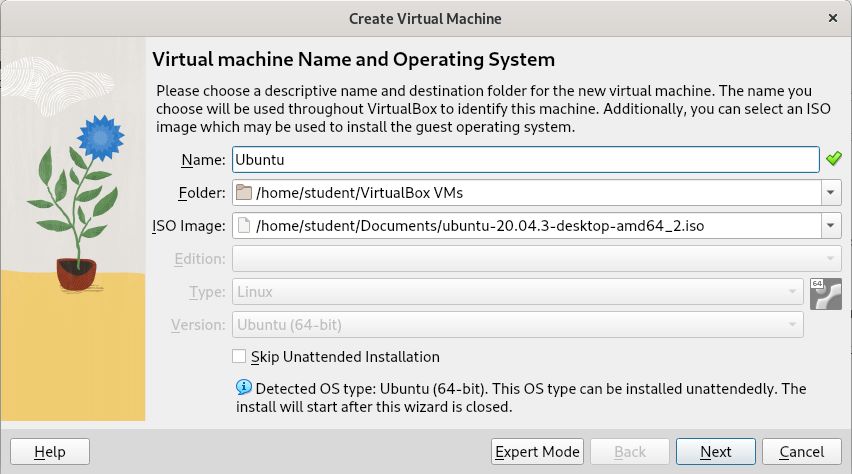 Create Virtual Machine
Virtual machine Name and Operating System
Please choose a descriptive name and destination folder for the new virtual machine. The name you
choose will be used throughout VirtualBox to identify this machine. Additionally, you can select an ISO
image which may be used to install the guest operating system.
Name: Ubuntu
Folder: /home/student/VirtualBox VMs
ISO Image: /home/student/Documents/ubuntu-20.04.3-desktop-amd64_2.iso
Edition:
Type: Linux 64
Version: Ubuntu (64-bit)
Skip Unattended Installation
Detected OS type: Ubuntu (64-bit). This OS type can be installed unattendedly. The
install will start after this wizard is closed.
Help Expert Mode Back Next Cancel